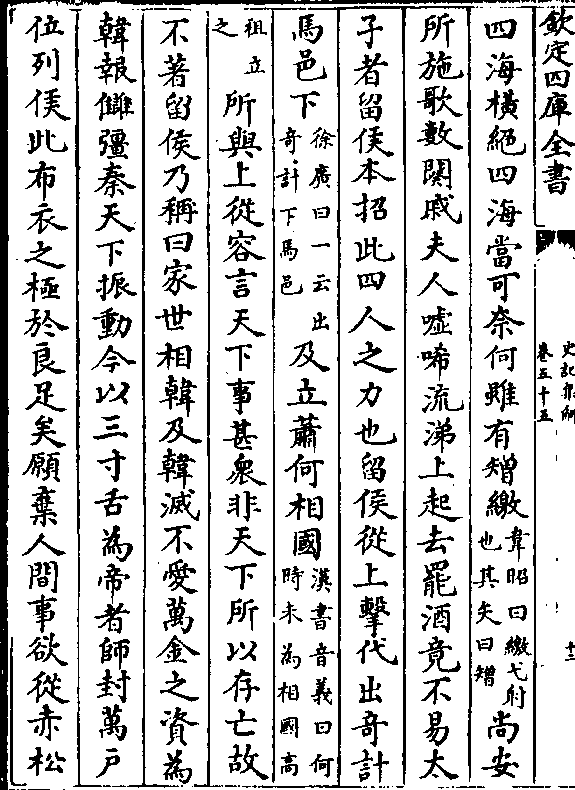 欽定四庫全書
史記集解
卷五十五
十二
四海橫絕四海當可奈何雖有矰繳韋昭曰繳弋射也其矢曰矰尚安
所施歌數闋戚夫人噓唏流涕上起去罷酒竟不易太
子者留侯本招此四人之力也留侯從上擊代出奇計
馬邑下徐廣曰一云出奇計下馬邑及立蕭何相國漢書音義曰何時未為相國高
祖立之所與上從容言天下事甚衆非天下所以存亡故
不著留侯乃稱曰家世相韓及韓滅不愛萬金之資為
韓報讎彊秦天下振動今以三寸舌為帝者師封萬戶
位列侯此布衣之極於良足矣願棄人間事欲從赤松